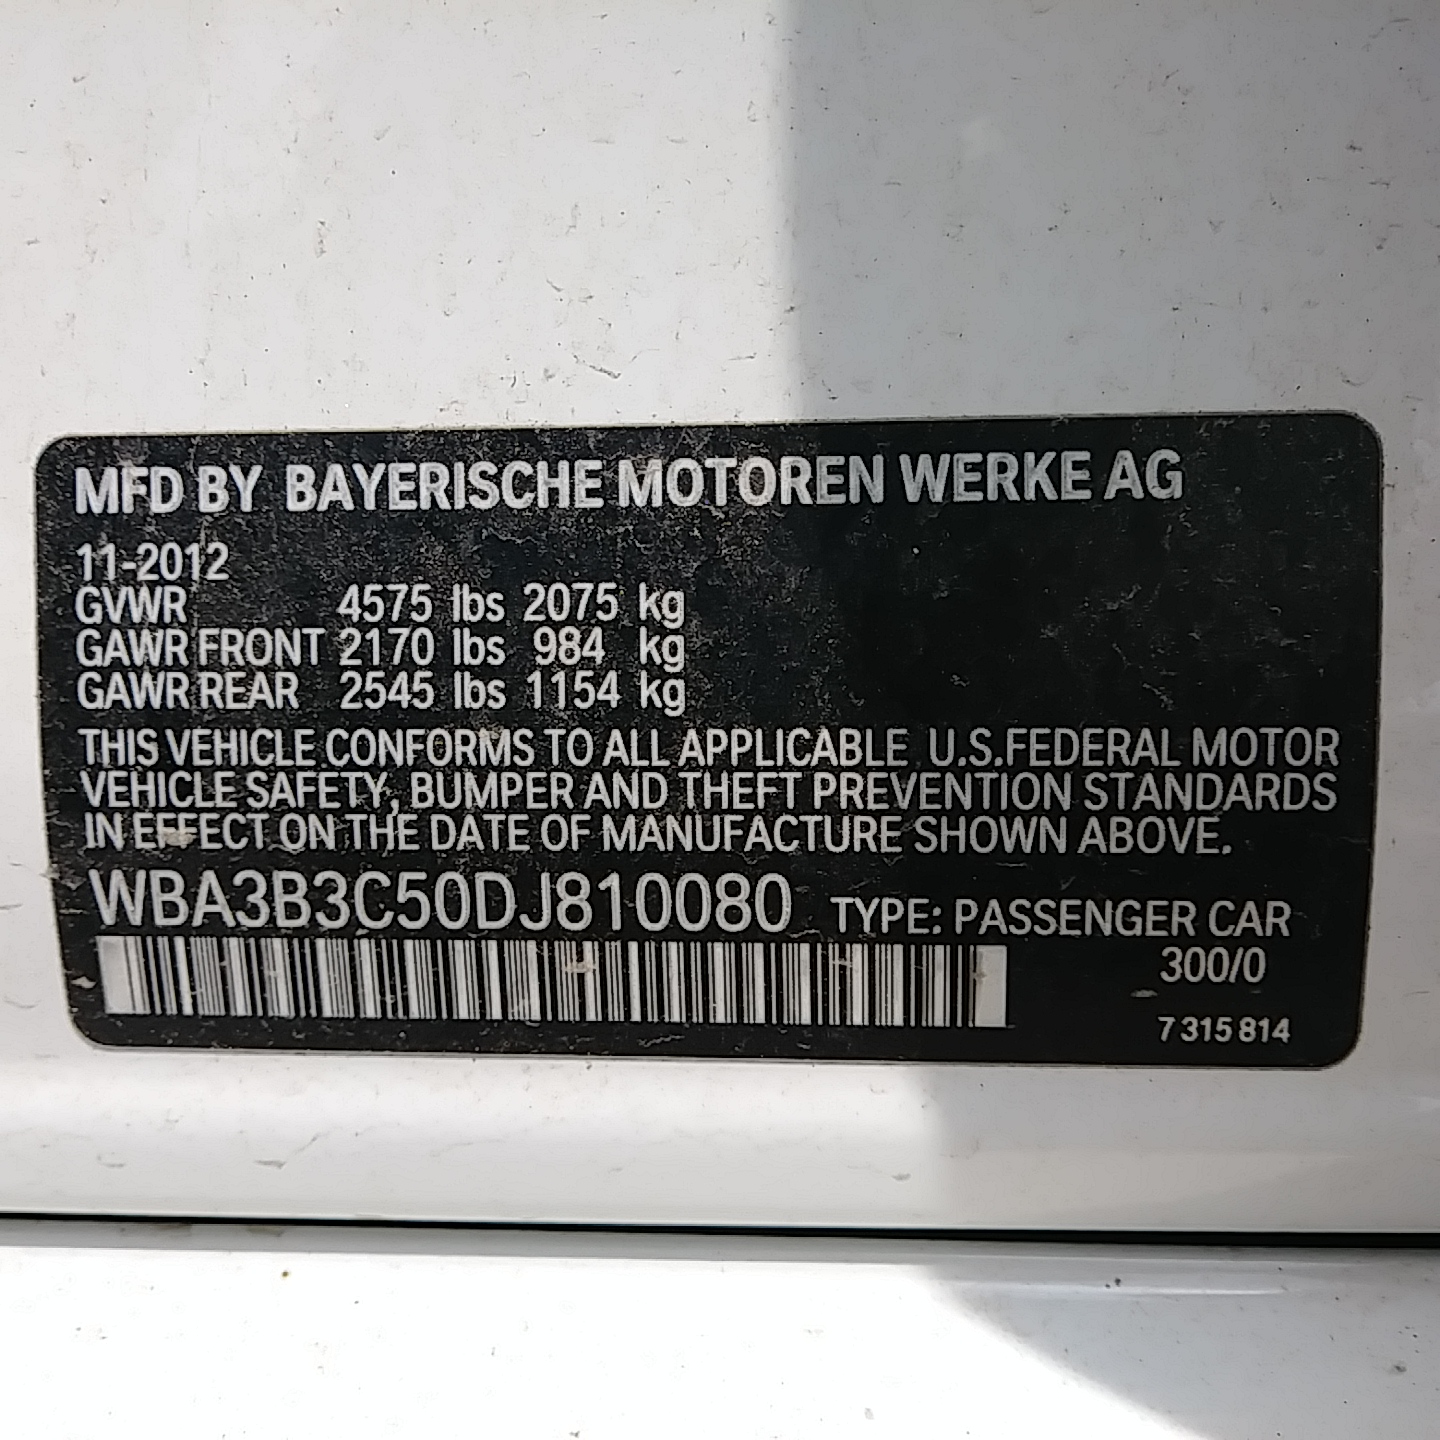 MFD BY BAYERISCHE MOTOREN WERKE AG
11-2012
GVWR 4575 lbs 2075 kg
GAWR FRONT 2170 lbs 984 kg
GAWR REAR 2545 lbs 1154 kg
THIS VEHICLE CONFORMS TO ALL APPLICABLE U.S.FEDERAL MOTOR
VEHICLE SAFETY, BUMPER AND THEFT PREVENTION STANDARDS
IN EFFECT ON THE DATE OF MANUFACTURE SHOWN ABOVE.
WBA3B3C50DJ810080 TYPE: PASSENGER CAR
300/0
7 315 814